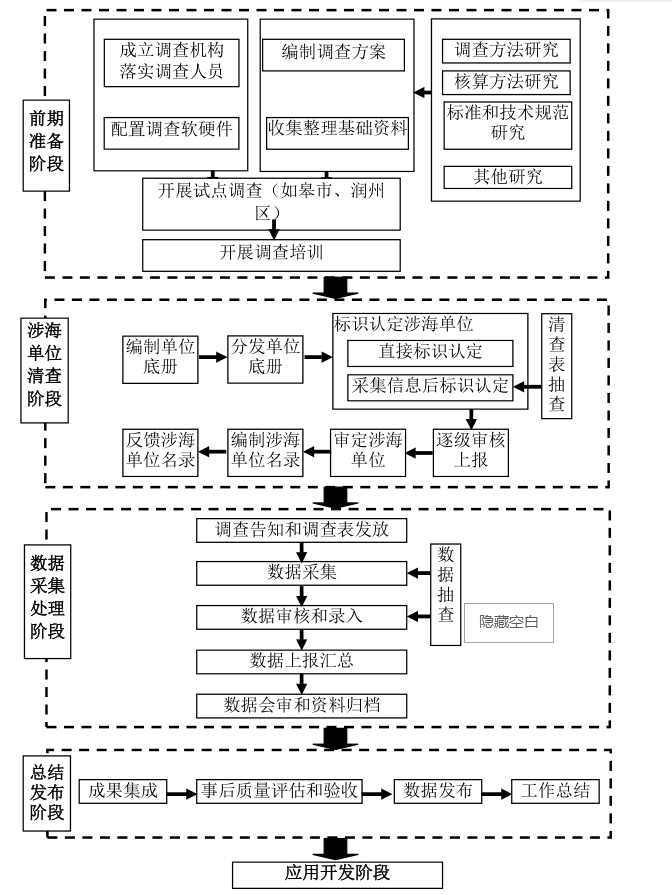 前期
准备
阶段
成立调查机构
落实调查人员
配置调查软硬件
编制调查方案
收集整理基础资料
调查方法研究
核算方法研究
标准和技术规范
研究
其他研究
开展试点调查（如皋市、润州
区）
开展调查培训
涉海
单位
清查
阶段
编制单位
底册
分发单位
底册
标识认定涉海单位
直接标识认定
采集信息后标识认定
清
查
表
抽
查
反馈涉海
单位名录
编制涉海
单位名录
审定涉海
单位
逐级审核
上报
数据
采集
处理
阶段
调查告知和调查表发放
数据采集
数据审核和录入
数据上报汇总
数据会审和资料归档
数
据
抽
查
隐藏空白
总结
发布
阶段
成果集成
事后质量评估和验收
数据发布
工作总结
应用开发阶段